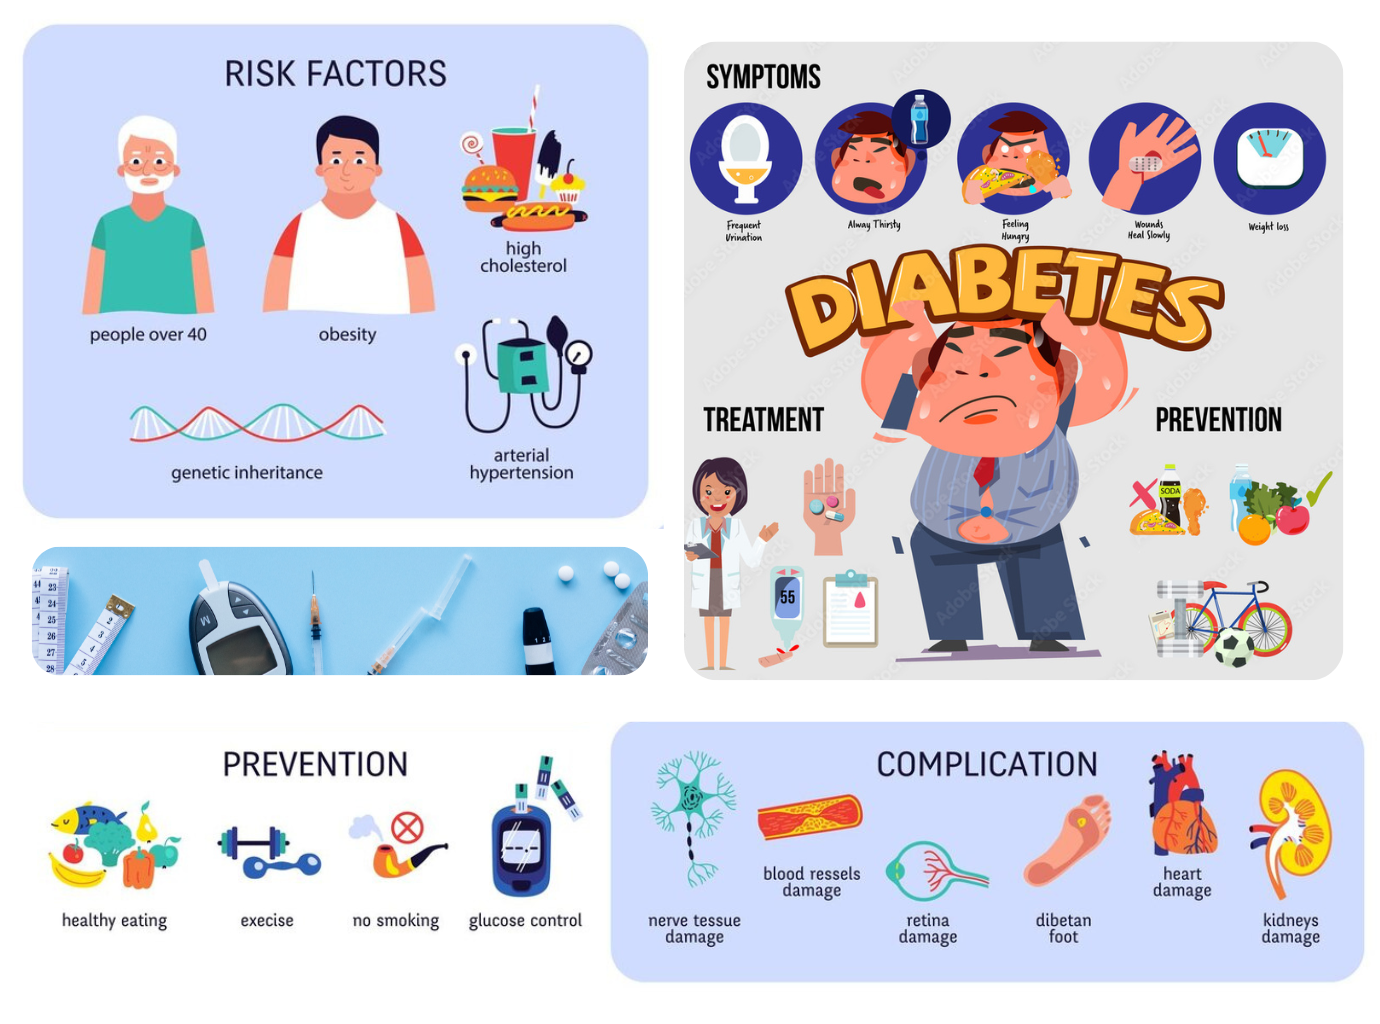 RISK FACTORS
people over 40
obesity
high
cholesterol
genetic inheritance
arterial
hypertension
SYMPTOMS
Frequent
Urination
Alway Thirsty
Feeling
Hungry
Wounds
Heal Slowly
Weight loss
DIABETES
TREATMENT
55
PREVENTION
SODA
PREVENTION
healthy eating
execise
no smoking
glucose control
COMPLICATION
nerve tessue
damage
blood ressels
damage
retina
damage
dibetan
foot
heart
damage
kidneys
damage
Adobe Stock